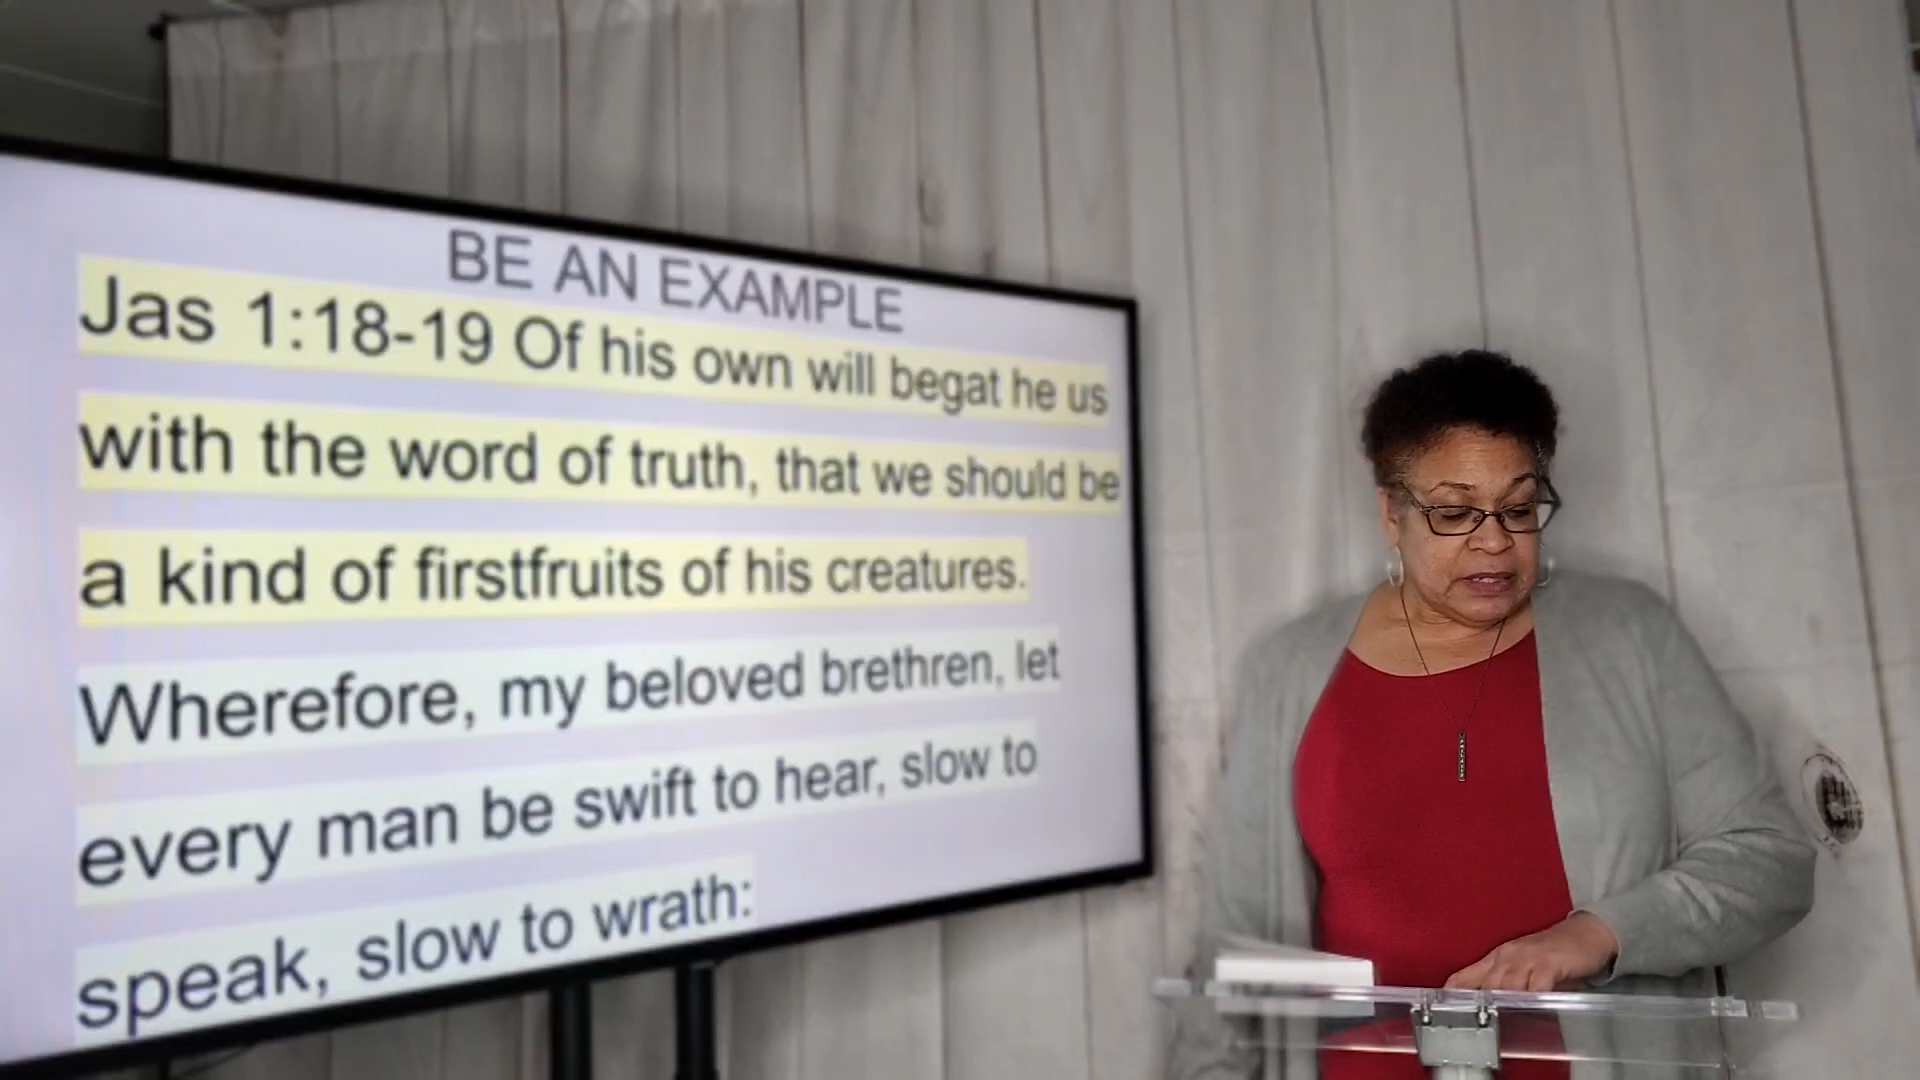 BE AN EXAMPLE
Jas 1:18-19 Of his own will begat he us
with the word of truth, that we should be
a kind of firstfruits of his creatures.
Wherefore, my beloved brethren, let
every man be swift to hear, slow to
speak, slow to wrath: